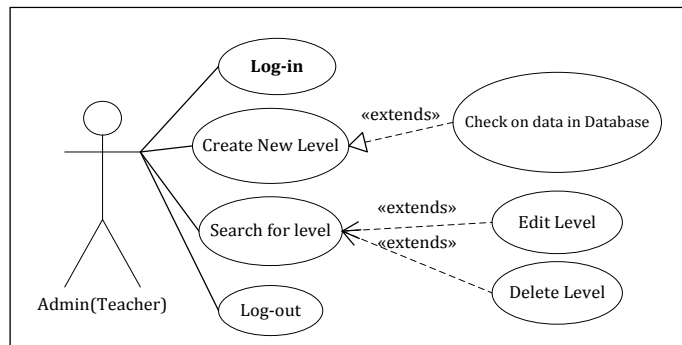 Log-in
«extends»
Check on data in Database
Create New Level
«extends»
Search for level
Edit Level
«extends»
Delete Level
Admin(Teacher)
Log-out